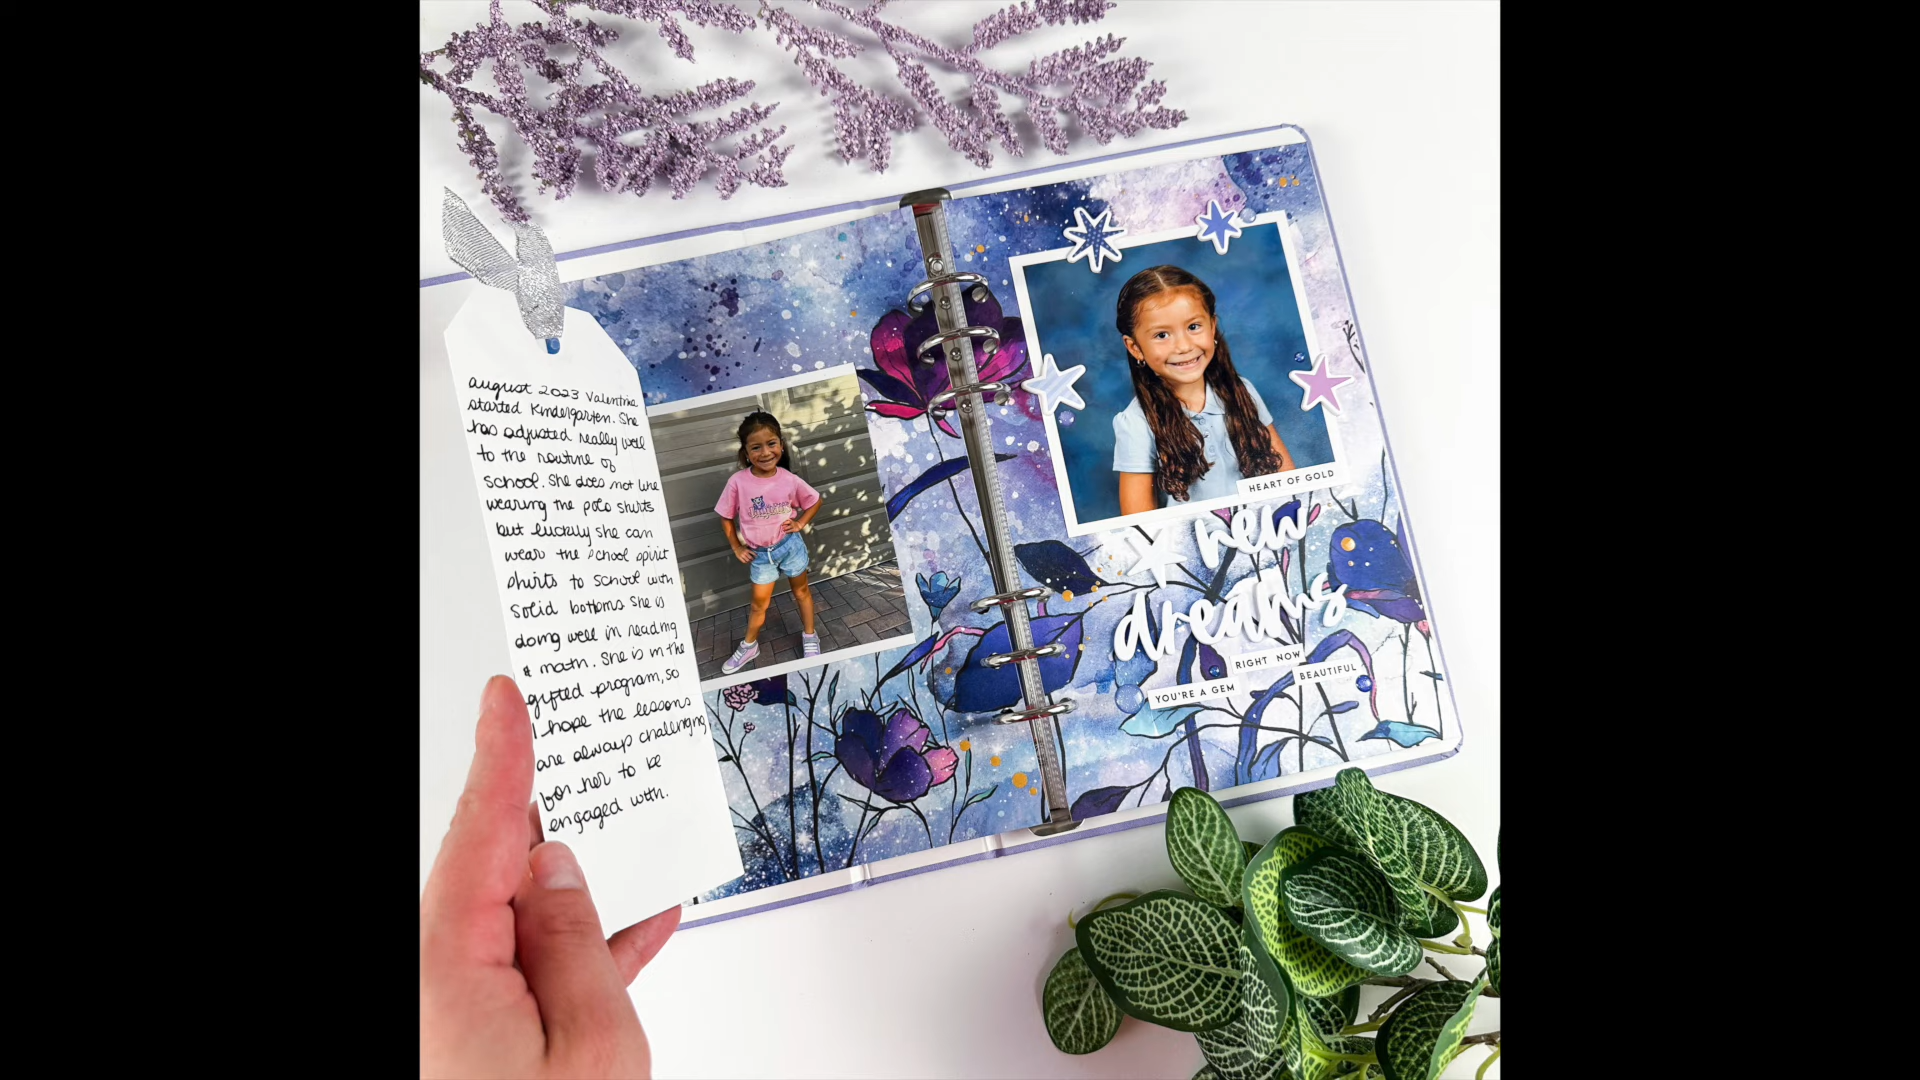 august 2023 Valentina
started Kindergarten. She
has adjusted really well
to the routine of
school. She does not like
wearing the polo shirts
but luckily she can
wear the school spirit
shirts to school with
solid bottoms. She is
doing well in reading
& math. She is in the
gifted program, so
I hope the lessons
are always challenging
for her to be
engaged with.
HEART OF GOLD
new
dreams
RIGHT NOW
BEAUTIFUL
YOU'RE A GEM